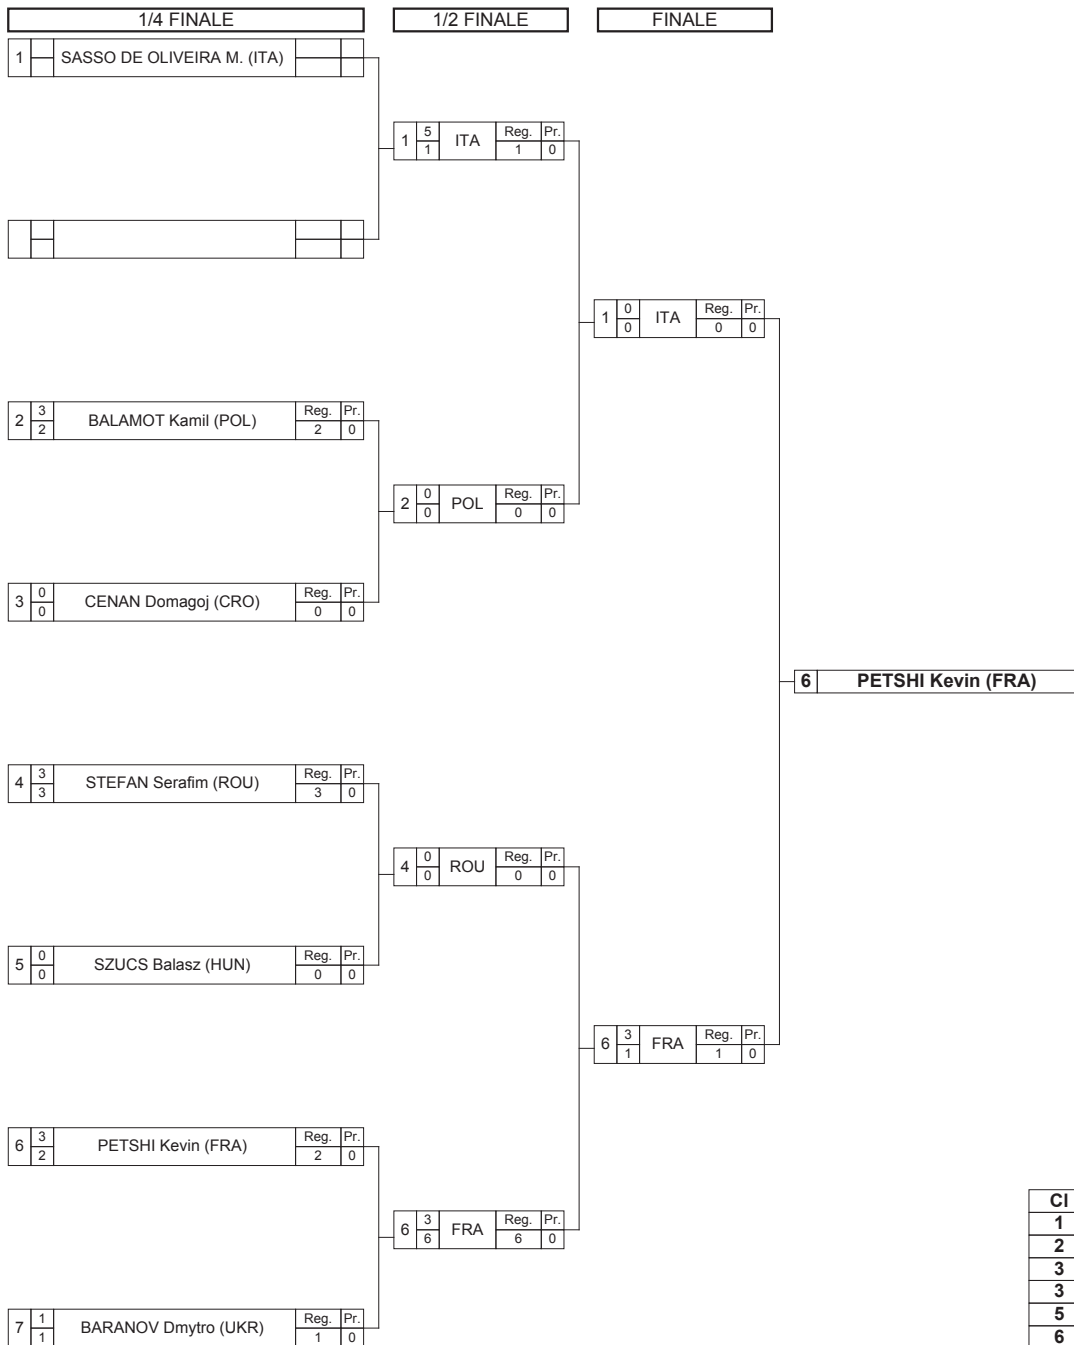 1/4 FINALE 1/2 FINALE FINALE
1 SASSO DE OLIVEIRA M. (ITA)
1 5 1 ITA Reg. Pr. 1 0
1 0 0 ITA Reg. Pr. 0 0
2 3 2 BALAMOT Kamil (POL) Reg. Pr. 2 0
2 0 0 POL Reg. Pr. 0 0
3 0 0 CENAN Domagoj (CRO) Reg. Pr. 0 0
6 PETSHI Kevin (FRA)
4 3 3 STEFAN Serafim (ROU) Reg. Pr. 3 0
4 0 0 ROU Reg. Pr. 0 0
5 0 0 SZUCS Balasz (HUN) Reg. Pr. 0 0
6 3 1 FRA Reg. Pr. 1 0
6 3 2 PETSHI Kevin (FRA) Reg. Pr. 2 0
6 3 6 FRA Reg. Pr. 6 0
7 1 1 BARANOV Dmytro (UKR) Reg. Pr. 1 0
Cl
1
2
3
3
5
6